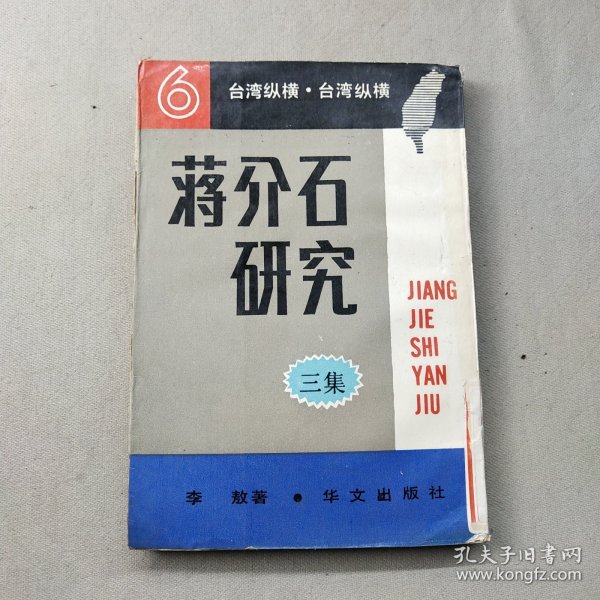 6
台湾纵横·台湾纵横
蒋介石
研究
三集
JIANG
JIE
SHI
YAN
JIU
李敖著·华文出版社
孔夫子旧书网
www.kongfz.com